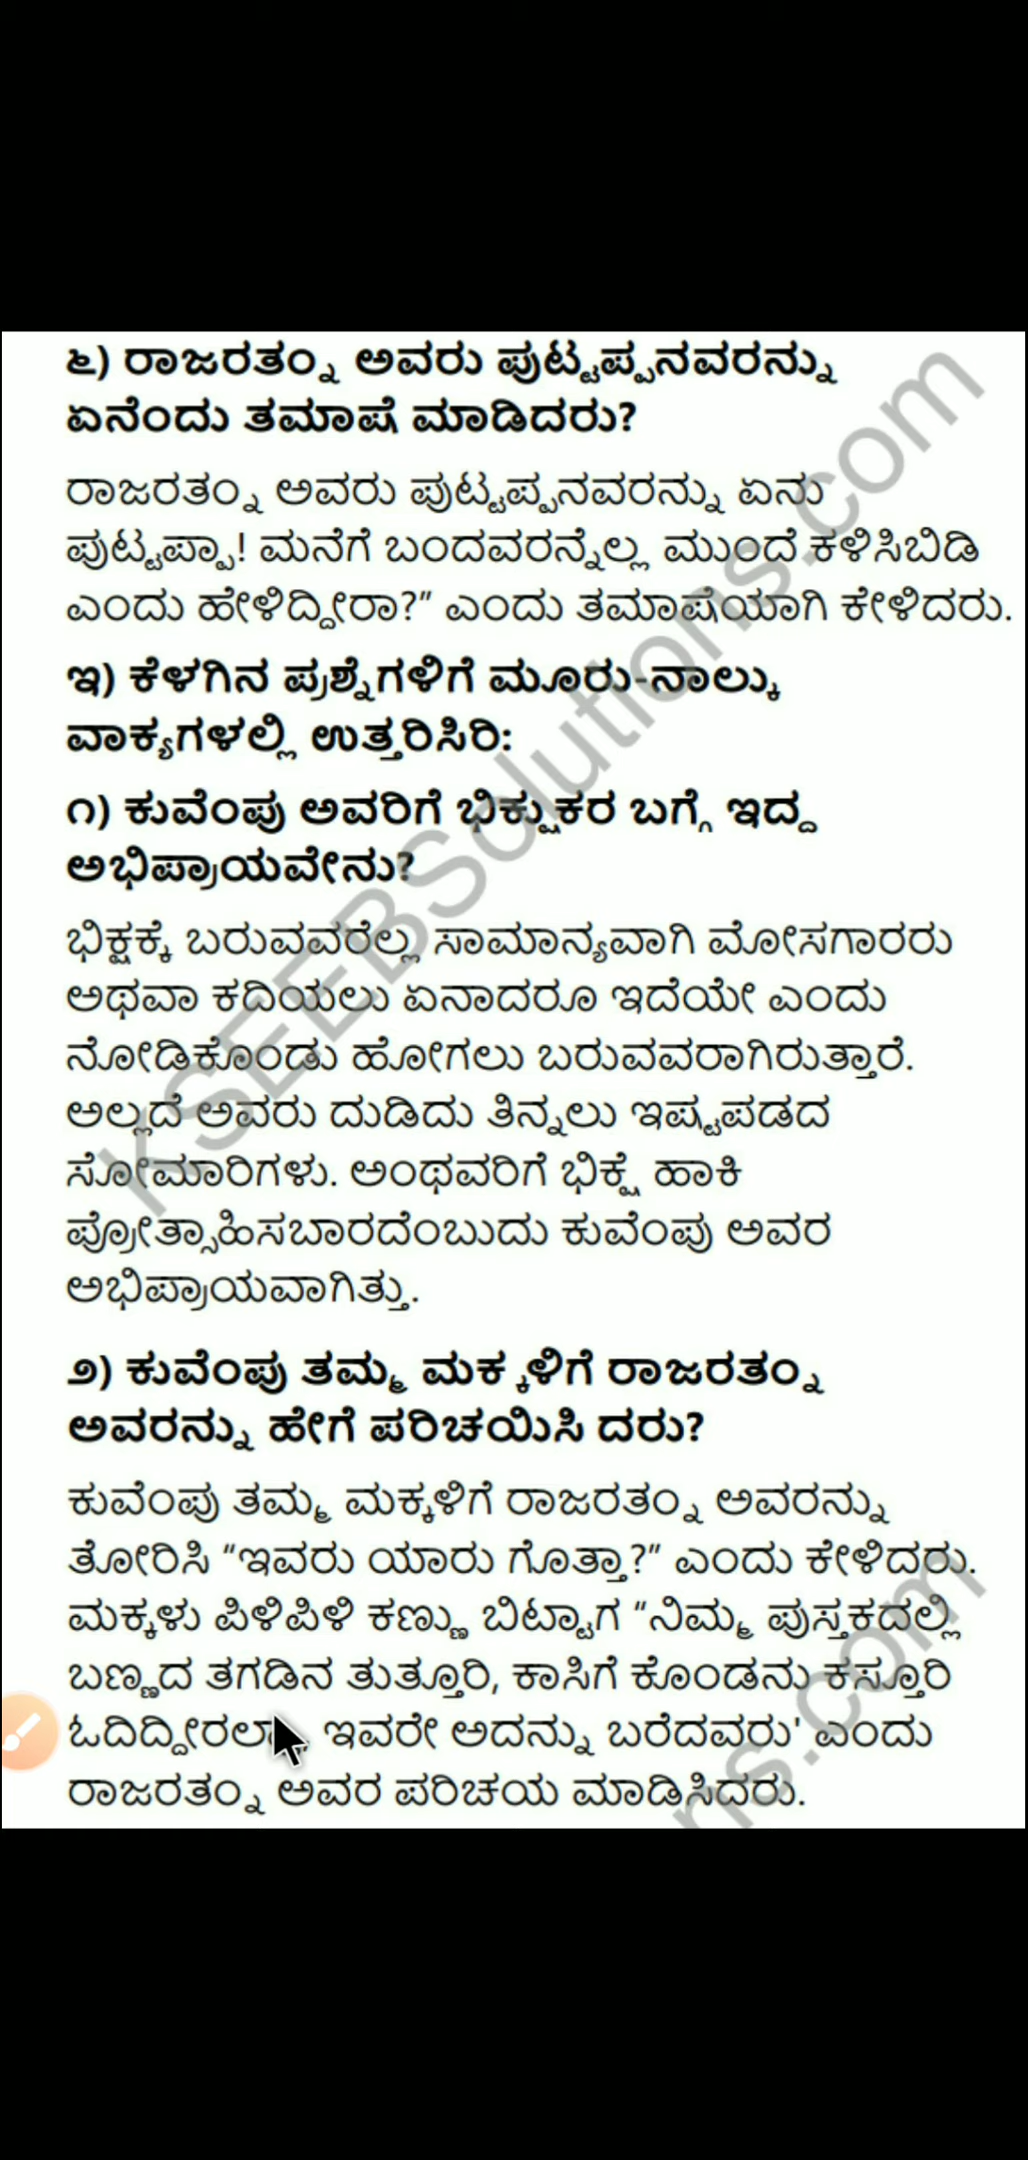 ೬) ರಾಜರತಂ್ನ ಅವರು ಪುಟ್ಟಪ್ಪನವರನ್ನು
ಏನೆಂದು ತಮಾಷೆ ಮಾಡಿದರು?
ರಾಜರತಂ್ನ ಅವರು ಪುಟ್ಟಪ್ಪನವರನ್ನು ಏನು
ಪುಟ್ಟಪ್ಪಾ! ಮನೆಗೆ ಬಂದವರನ್ನೆಲ್ಲ ಮುಂದೆ ಕಳಿಸಿಬಿಡಿ
ಎಂದು ಹೇಳಿದ್ದೀರಾ?” ಎಂದು ತಮಾಷೆಯಾಗಿ ಕೇಳಿದರು.
ಇ) ಕೆಳಗಿನ ಪ್ರಶ್ನೆಗಳಿಗೆ ಮೂರು-ನಾಲ್ಕು
ವಾಕ್ಯಗಳಲ್ಲಿ ಉತ್ತರಿಸಿರಿ:
೧) ಕುವೆಂಪು ಅವರಿಗೆ ಭಿಕ್ಷುಕರ ಬಗ್ಗೆ ಇದ್ದ
ಅಭಿಪ್ರಾಯವೇನು?
ಭಿಕ್ಷಕ್ಕೆ ಬರುವವರೆಲ್ಲ ಸಾಮಾನ್ಯವಾಗಿ ಮೋಸಗಾರರು
ಅಥವಾ ಕದಿಯಲು ಏನಾದರೂ ಇದೆಯೇ ಎಂದು
ನೋಡಿಕೊಂಡು ಹೋಗಲು ಬರುವವರಾಗಿರುತ್ತಾರೆ.
ಅಲ್ಲದೆ ಅವರು ದುಡಿದು ತಿನ್ನಲು ಇಷ್ಟಪಡದ
ಸೋಮಾರಿಗಳು. ಅಂಥವರಿಗೆ ಭಿಕ್ಷೆ ಹಾಕಿ
ಪ್ರೋತ್ಸಾಹಿಸಬಾರದೆಂಬುದು ಕುವೆಂಪು ಅವರ
ಅಭಿಪ್ರಾಯವಾಗಿತ್ತು.
೨) ಕುವೆಂಪು ತಮ್ಮ ಮಕ್ಕಳಿಗೆ ರಾಜರತಂ್ನ
ಅವರನ್ನು ಹೇಗೆ ಪರಿಚಯಿಸಿ ದರು?
ಕುವೆಂಪು ತಮ್ಮ ಮಕ್ಕಳಿಗೆ ರಾಜರತಂ್ನ ಅವರನ್ನು
ತೋರಿಸಿ “ಇವರು ಯಾರು ಗೊತ್ತಾ?” ಎಂದು ಕೇಳಿದರು.
ಮಕ್ಕಳು ಪಿಳಿಪಿಳಿ ಕಣ್ಣು ಬಿಟ್ಟಾಗ “ನಿಮ್ಮ ಪುಸ್ತಕದಲ್ಲಿ
ಬಣ್ಣದ ತಗಡಿನ ತುತ್ತೂರಿ, ಕಾಸಿಗೆ ಕೊಂಡನು ಕಸ್ತೂರಿ
ಇವರೇ ಅದನ್ನು ಬರೆದವರು' ಎಂದು
ರಾಜರತಂ್ನ ಅವರ ಪರಿಚಯ ಮಾಡಿಸಿದರು.
KSEEBSolutions.com
ns.com